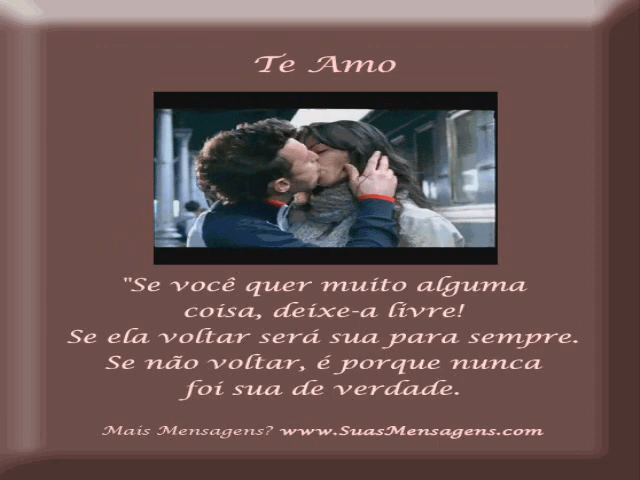 Te Amo
"Se você quer muito alguma
coisa, deixe-a livre!
Se ela voltar será sua para sempre.
Se não voltar, é porque nunca
foi sua de verdade.
Mais Mensagens? www.SuasMensagens.com